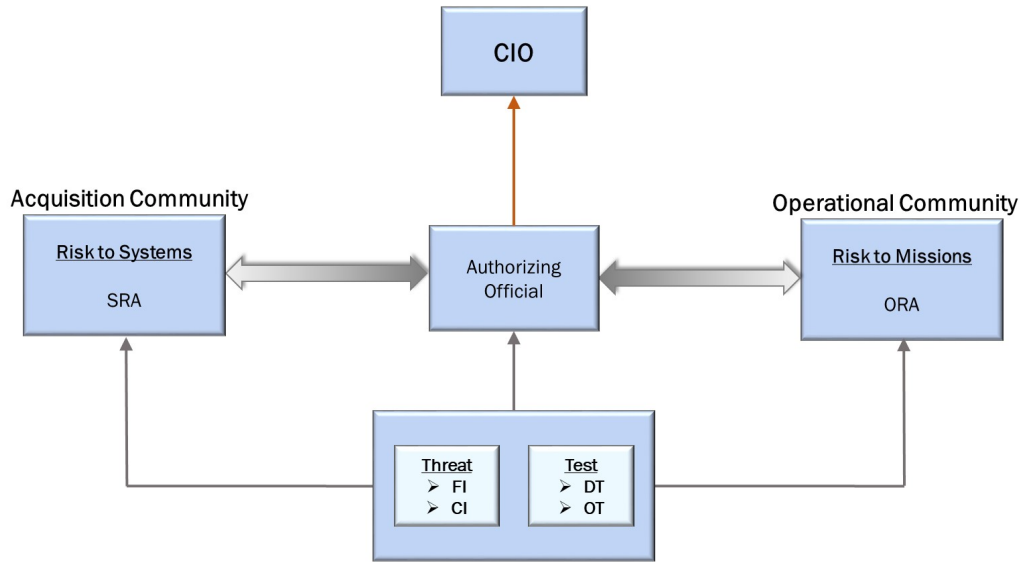 CIO
Acquisition Community
Risk to Systems
SRA
Authorizing
Official
Operational Community
Risk to Missions
ORA
Threat
➢ FI
➢ CI
Test
➢ DT
➢ OT